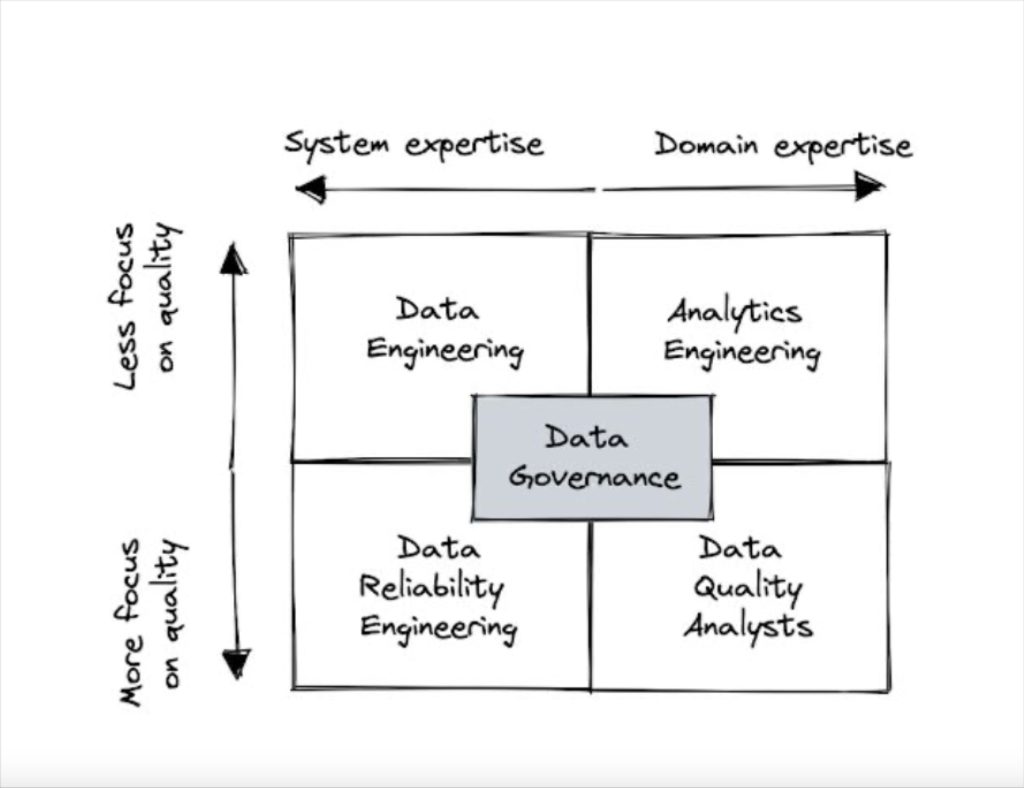 System expertise
Domain expertise
Less focus
on quality
Data
Engineering
Analytics
Engineering
Data
Governance
More focus
on quality
Data
Reliability
Engineering
Data
Quality
Analysts